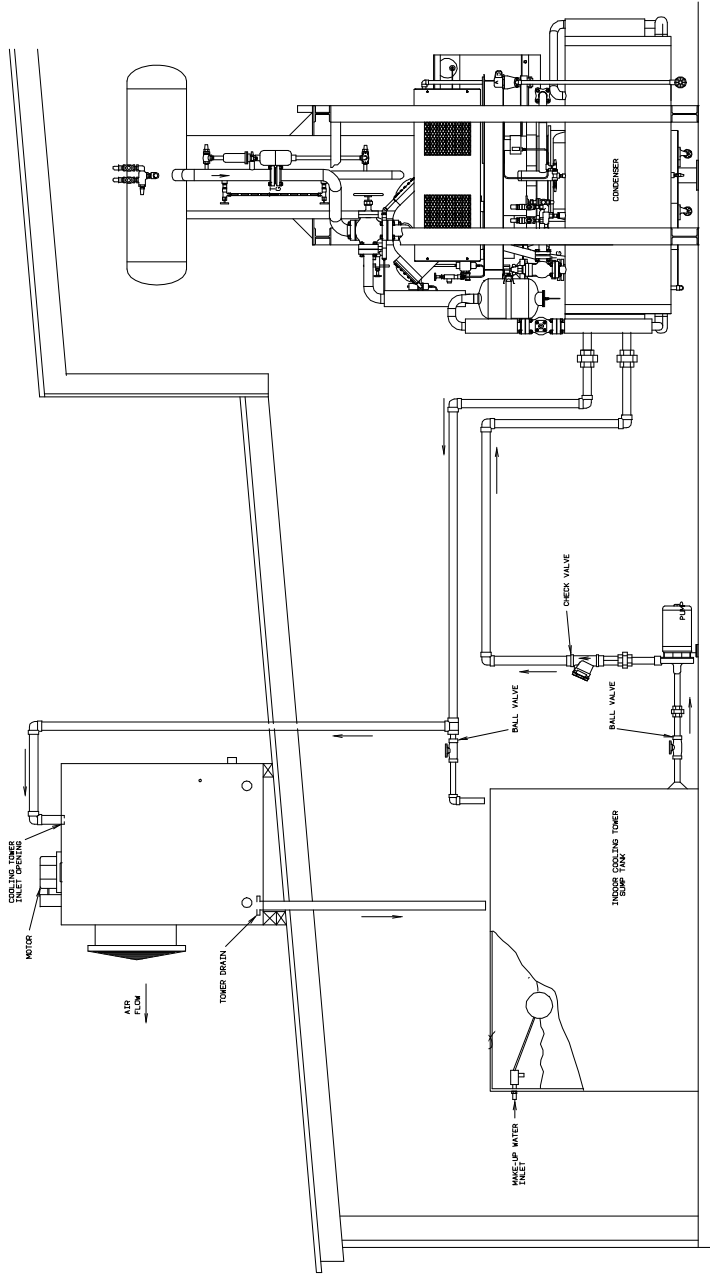 CONDENSER
CHECK VALVE
PUMP
BALL VALVE
BALL VALVE
COOLING TOWER
INLET OPENING
MOTOR
AIR
FLOW
TOWER DRAIN
INDOOR COOLING TOWER
SUMP TANK
MAKE-UP WATER
INLET